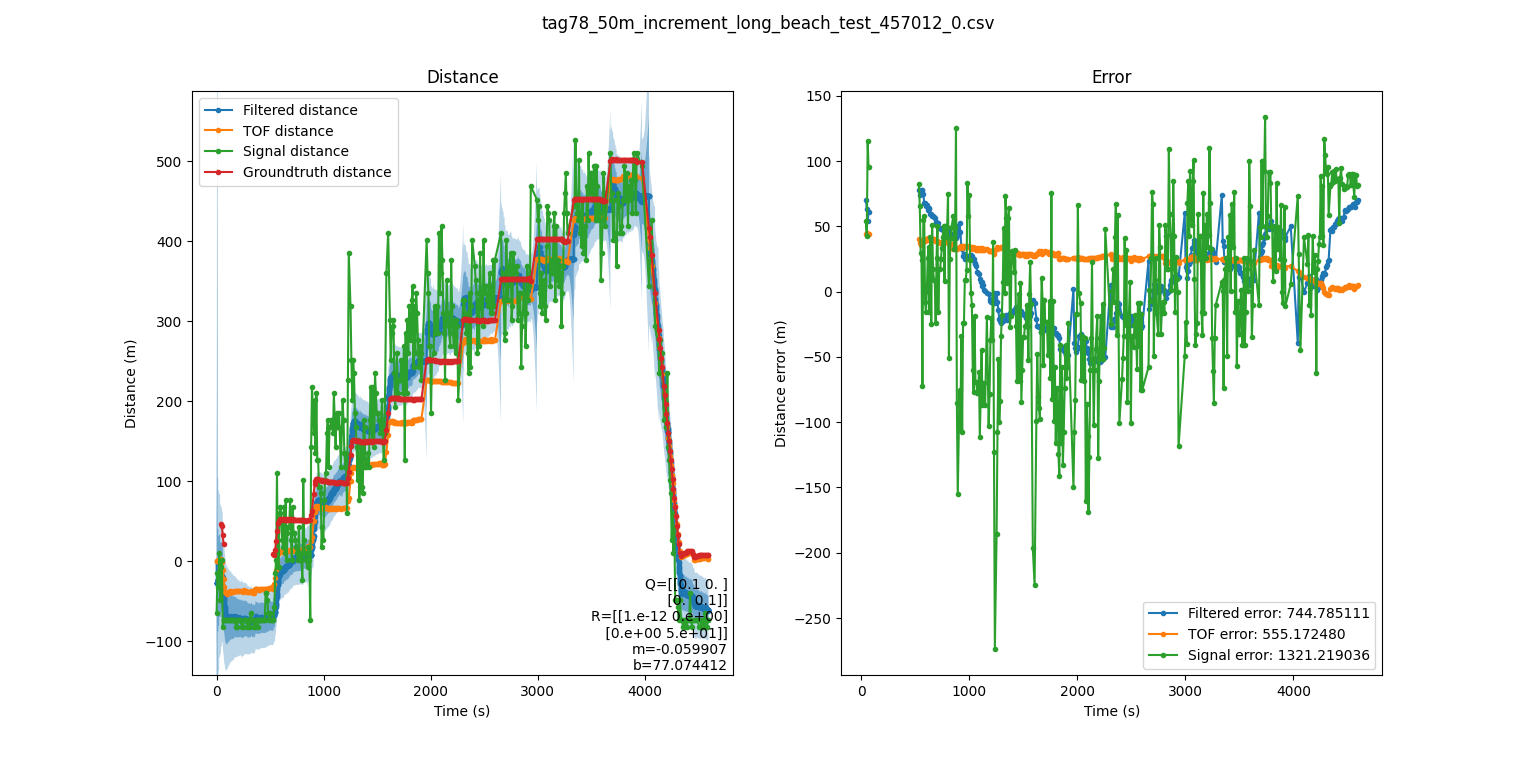 tag78_50m_increment_long_beach_test_457012_0.csv
Distance
Filtered distance
TOF distance
Signal distance
Groundtruth distance
500
400
300
200
100
0
−100
Distance (m)
0 1000 2000 3000 4000
Time (s)
Q=[[0.1 0. ]
[0. 0.1]]
R=[[1.e-12 0.e+00]
[0.e+00 5.e+01]]
m=-0.059907
b=77.074412
Error
150
100
50
0
−50
−100
−150
−200
−250
Distance error (m)
0 1000 2000 3000 4000
Time (s)
Filtered error: 744.785111
TOF error: 555.172480
Signal error: 1321.219036